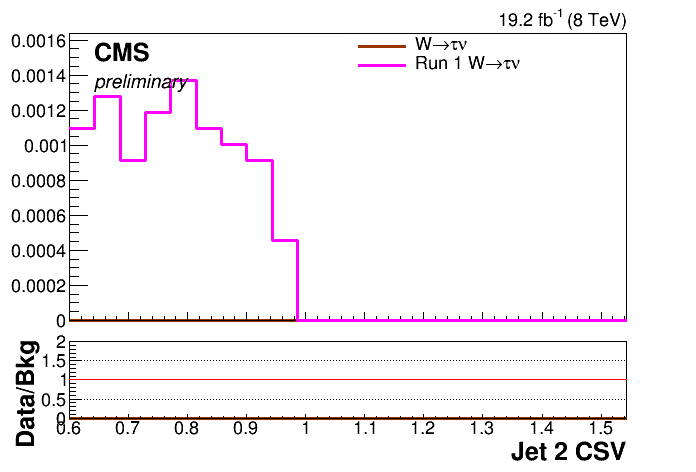 19.2 fb⁻¹ (8 TeV)
CMS
preliminary
W→τν
Run 1 W→τν
0.0016
0.0014
0.0012
0.001
0.0008
0.0006
0.0004
0.0002
0
Data/Bkg
2
1.5
1
0.5
0
0.6 0.7 0.8 0.9 1 1.1 1.2 1.3 1.4 1.5
Jet 2 CSV